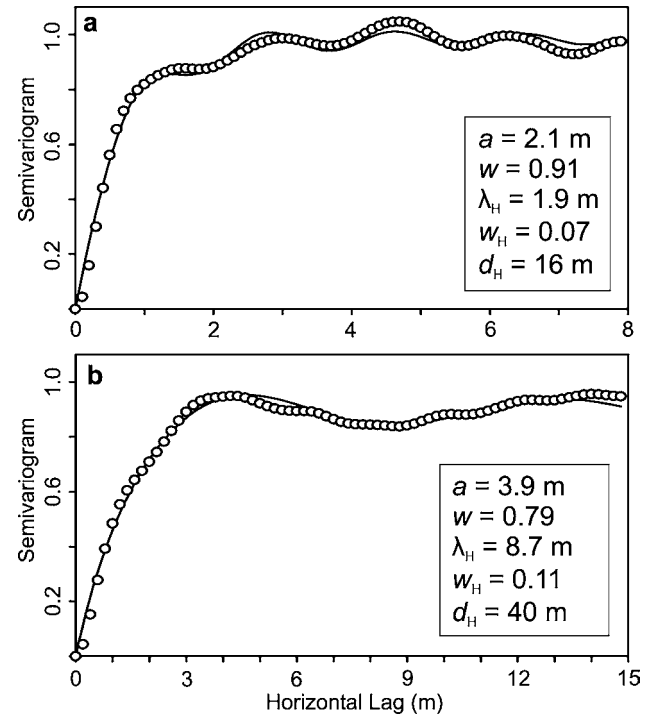 a
1.0
0.6
0.2
Semivariogram
a = 2.1 m
w = 0.91
λH = 1.9 m
wH = 0.07
dH = 16 m
0 2 4 6 8
b
1.0
0.6
0.2
Semivariogram
a = 3.9 m
w = 0.79
λH = 8.7 m
wH = 0.11
dH = 40 m
0 3 6 9 12 15
Horizontal Lag (m)